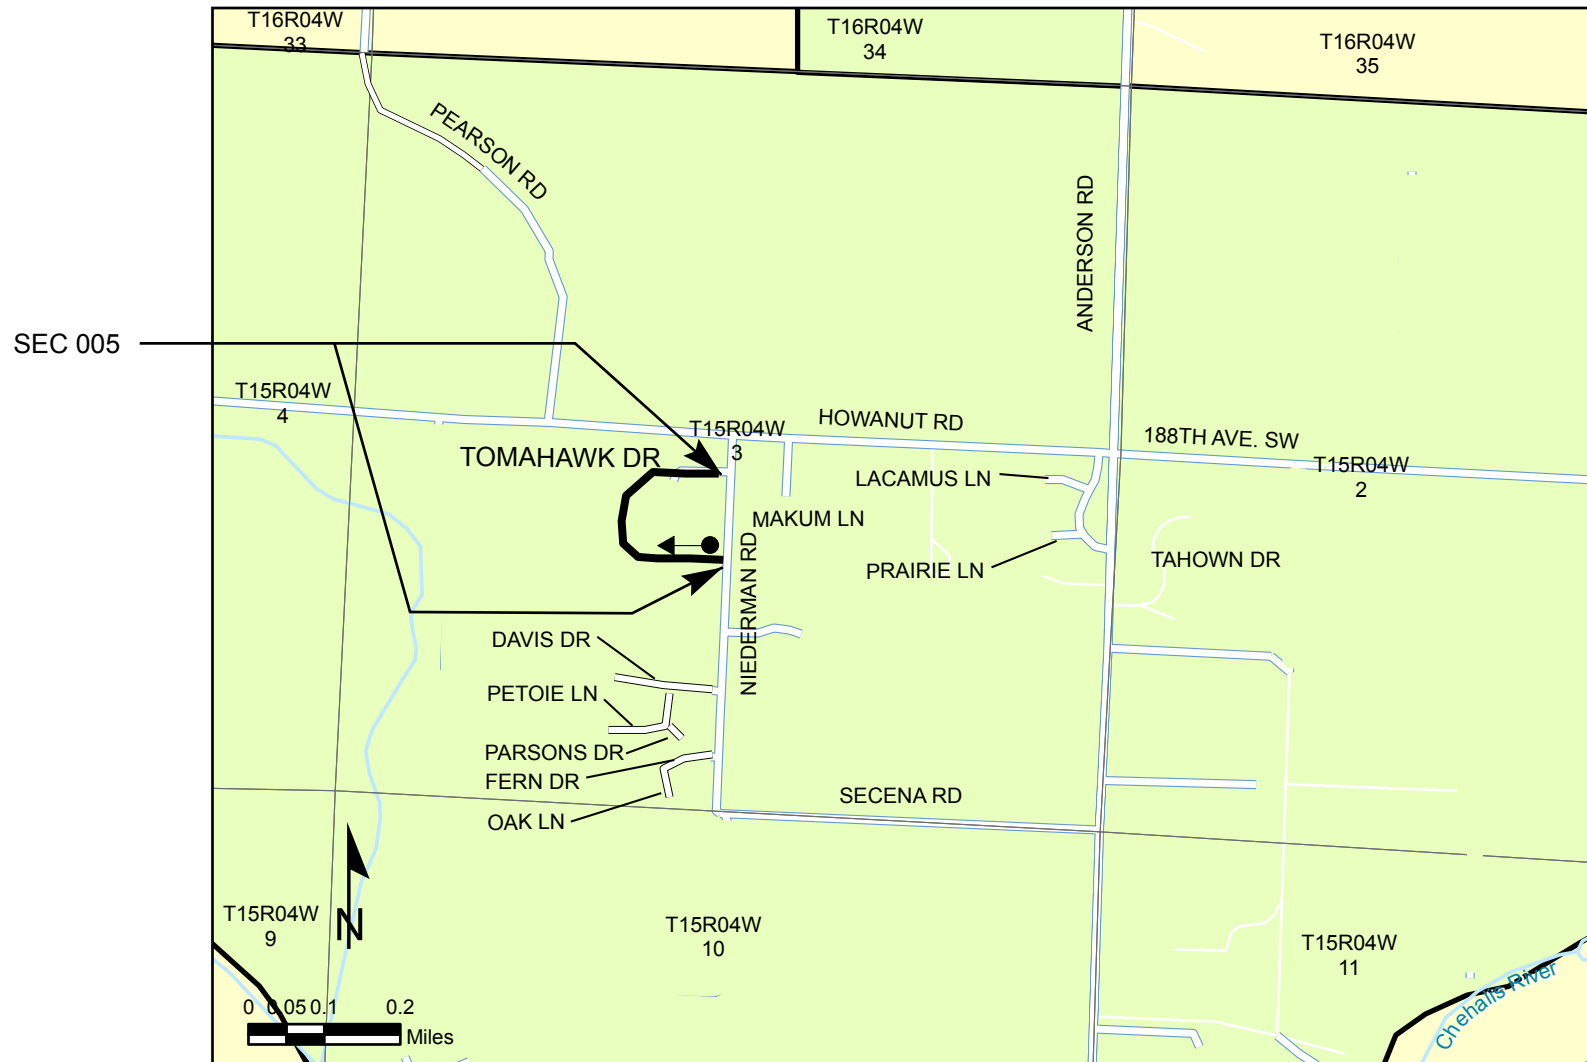 T16R04W
33
T16R04W
34
T16R04W
35
PEARSON RD
ANDERSON RD
SEC 005
T15R04W
4
HOWANUT RD
T15R04W
3
188TH AVE. SW
T15R04W
2
TOMAHAWK DR
LACAMUS LN
MAKUM LN
PRAIRIE LN
TAHOWN DR
NIEDERMAN RD
DAVIS DR
PETOIE LN
PARSONS DR
FERN DR
OAK LN
SECENA RD
N
T15R04W
9
T15R04W
10
T15R04W
11
Chehalis River
0 0.05 0.1 0.2
Miles